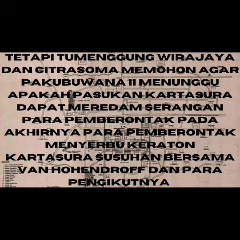 TETAPI TUMENGGUNG WIRAJAYA
DAN CITRASOMA MEMOHON AGAR
PAKUBUWANA II MENUNGGU
APAKAH PASUKAN KARTASURA
DAPAT MEREDAM SERANGAN
PARA PEMBERONTAK PADA
AKHIRNYA PARA PEMBERONTAK
MENYERBU KERATON
KARTASURA SUSUHAN BERSAMA
VAN HOHENDROFF DAN PARA
PENGIKUTNYA